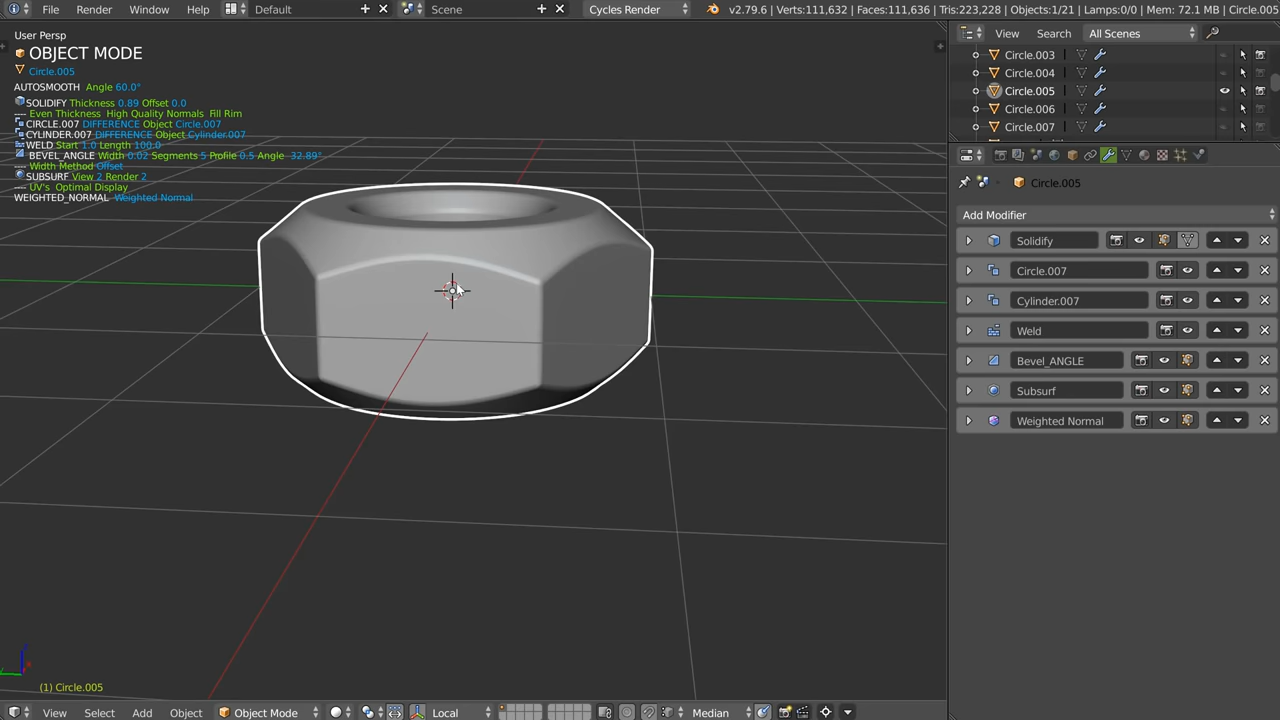 File Render Window Help Default Scene Cycles Render v2.79.6 | Verts:111,632 | Faces:111,636 | Tris:223,228 | Objects:1/21 | Lamps:0/0 | Mem: 72.1 MB | Circle.005
User Persp
OBJECT MODE
Circle.005
AUTOSMOOTH Angle 60.0°
SOLIDIFY Thickness 0.89 Offset 0.0
---- Even Thickness High Quality Normals Fill Rim
CIRCLE.007 DIFFERENCE Object Circle.007
CYLINDER.007 DIFFERENCE Object Cylinder.007
WELD Start 1.0 Length 100.0
BEVEL_ANGLE Width 0.02 Segments 5 Profile 0.5 Angle 32.89°
---- Width Method Offset
SUBSURF View 2 Render 2
---- UV's Optimal Display
WEIGHTED_NORMAL Weighted Normal
View Search All Scenes
Circle.003
Circle.004
Circle.005
Circle.006
Circle.007
Circle.005
Add Modifier
Solidify
Circle.007
Cylinder.007
Weld
Bevel_ANGLE
Subsurf
Weighted Normal
(1) Circle.005
View Select Add Object Object Mode Local Median